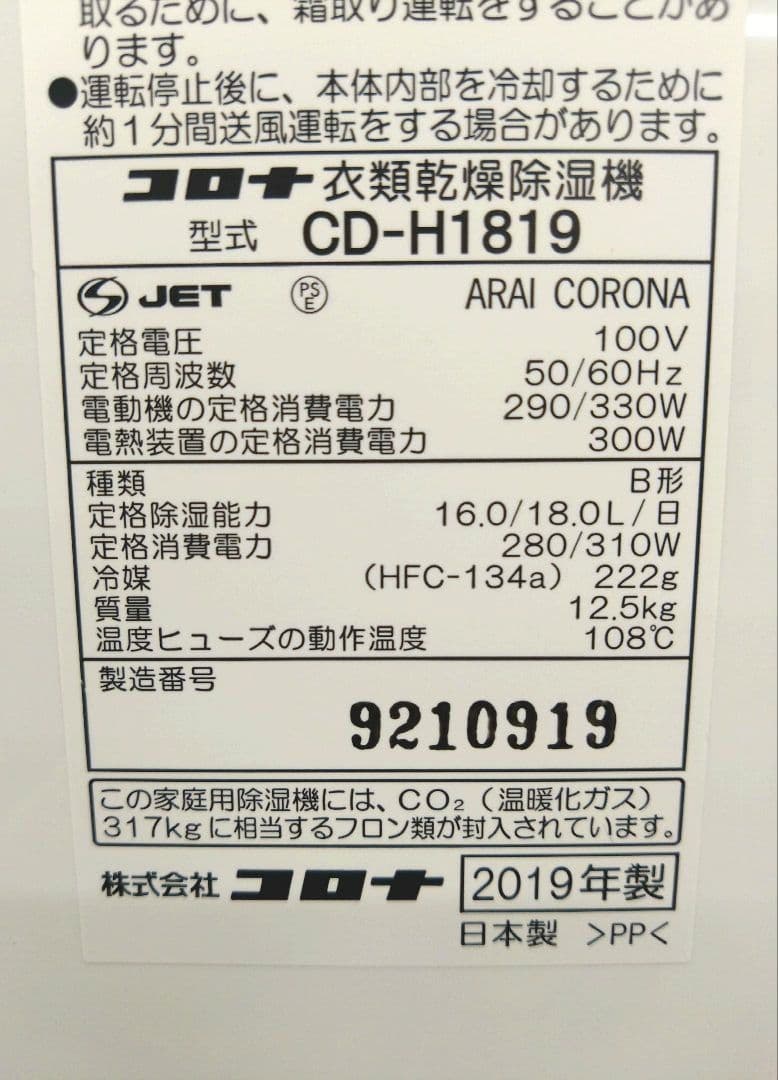 取るために、霜取り運転をすることがあ
ります。
●運転停止後に、本体内部を冷却するために
約1分間送風運転をする場合があります。
コロナ 衣類乾燥除湿機
型式 CD-H1819
JET PSE ARAI CORONA
定格電圧 100V
定格周波数 50/60Hz
電動機の定格消費電力 290/330W
電熱装置の定格消費電力 300W
種類 B形
定格除湿能力 16.0/18.0L/日
定格消費電力 280/310W
冷媒 (HFC-134a) 222g
質量 12.5kg
温度ヒューズの動作温度 108℃
製造番号
9210919
この家庭用除湿機には、CO₂(温暖化ガス)
317kgに相当するフロン類が封入されています。
株式会社 コロナ 2019年製
日本製 >PP<